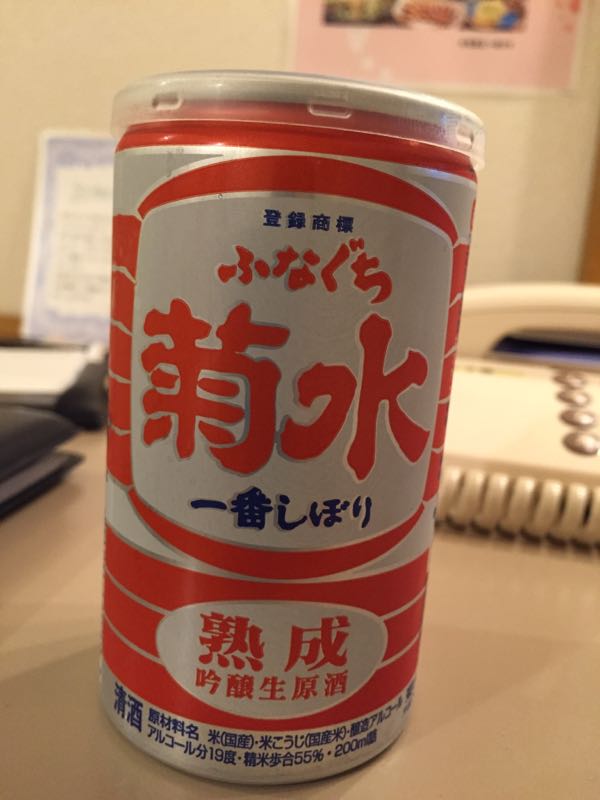 登録商標
ふなぐち
菊水
一番しぼり
熟成
吟醸生原酒
清酒
原材料名 米(国産)・米こうじ(国産米)・醸造アルコール
アルコール分19度・精米歩合55%・200ml詰